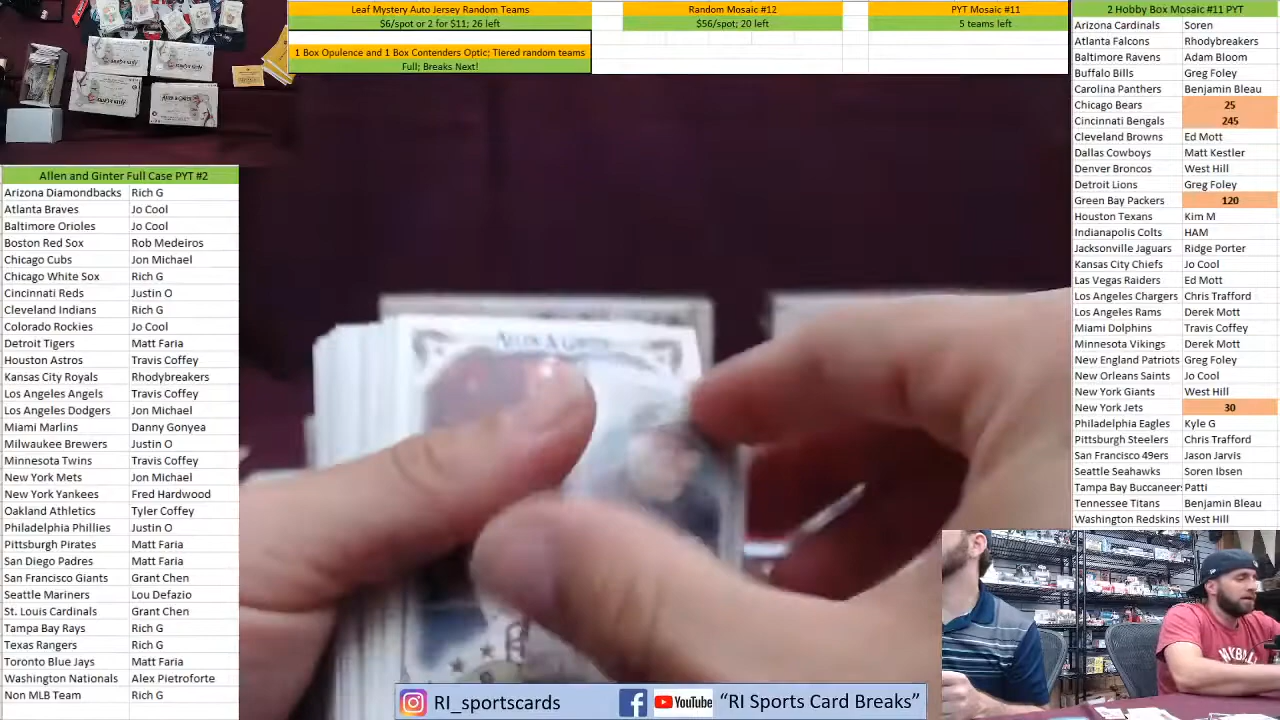 Leaf Mystery Auto Jersey Random Teams
$6/spot or 2 for $11; 26 left
1 Box Opulence and 1 Box Contenders Optic; Tiered random teams
Full; Breaks Next!
Random Mosaic #12
$56/spot; 20 left
PYT Mosaic #11
5 teams left
2 Hobby Box Mosaic #11 PYT
Arizona Cardinals Soren
Atlanta Falcons Rhodybreakers
Baltimore Ravens Adam Bloom
Buffalo Bills Greg Foley
Carolina Panthers Benjamin Bleau
Chicago Bears 25
Cincinnati Bengals 245
Cleveland Browns Ed Mott
Dallas Cowboys Matt Kestler
Denver Broncos West Hill
Detroit Lions Greg Foley
Green Bay Packers 120
Houston Texans Kim M
Indianapolis Colts HAM
Jacksonville Jaguars Ridge Porter
Kansas City Chiefs Jo Cool
Las Vegas Raiders Ed Mott
Los Angeles Chargers Chris Trafford
Los Angeles Rams Derek Mott
Miami Dolphins Travis Coffey
Minnesota Vikings Derek Mott
New England Patriots Greg Foley
New Orleans Saints Jo Cool
New York Giants West Hill
New York Jets 30
Philadelphia Eagles Kyle G
Pittsburgh Steelers Chris Trafford
San Francisco 49ers Jason Jarvis
Seattle Seahawks Soren Ibsen
Tampa Bay Buccaneer Patti
Tennessee Titans Benjamin Bleau
Washington Redskins West Hill
Allen and Ginter Full Case PYT #2
Arizona Diamondbacks Rich G
Atlanta Braves Jo Cool
Baltimore Orioles Jo Cool
Boston Red Sox Rob Medeiros
Chicago Cubs Jon Michael
Chicago White Sox Rich G
Cincinnati Reds Justin O
Cleveland Indians Rich G
Colorado Rockies Jo Cool
Detroit Tigers Matt Faria
Houston Astros Travis Coffey
Kansas City Royals Rhodybreakers
Los Angeles Angels Travis Coffey
Los Angeles Dodgers Jon Michael
Miami Marlins Danny Gonyea
Milwaukee Brewers Justin O
Minnesota Twins Travis Coffey
New York Mets Jon Michael
New York Yankees Fred Hardwood
Oakland Athletics Tyler Coffey
Philadelphia Phillies Justin O
Pittsburgh Pirates Matt Faria
San Diego Padres Matt Faria
San Francisco Giants Grant Chen
Seattle Mariners Lou Defazio
St. Louis Cardinals Grant Chen
Tampa Bay Rays Rich G
Texas Rangers Rich G
Toronto Blue Jays Matt Faria
Washington Nationals Alex Pietroforte
Non MLB Team Rich G
ALLEN & GINTER
RI_sportscards
YouTube "RI Sports Card Breaks"